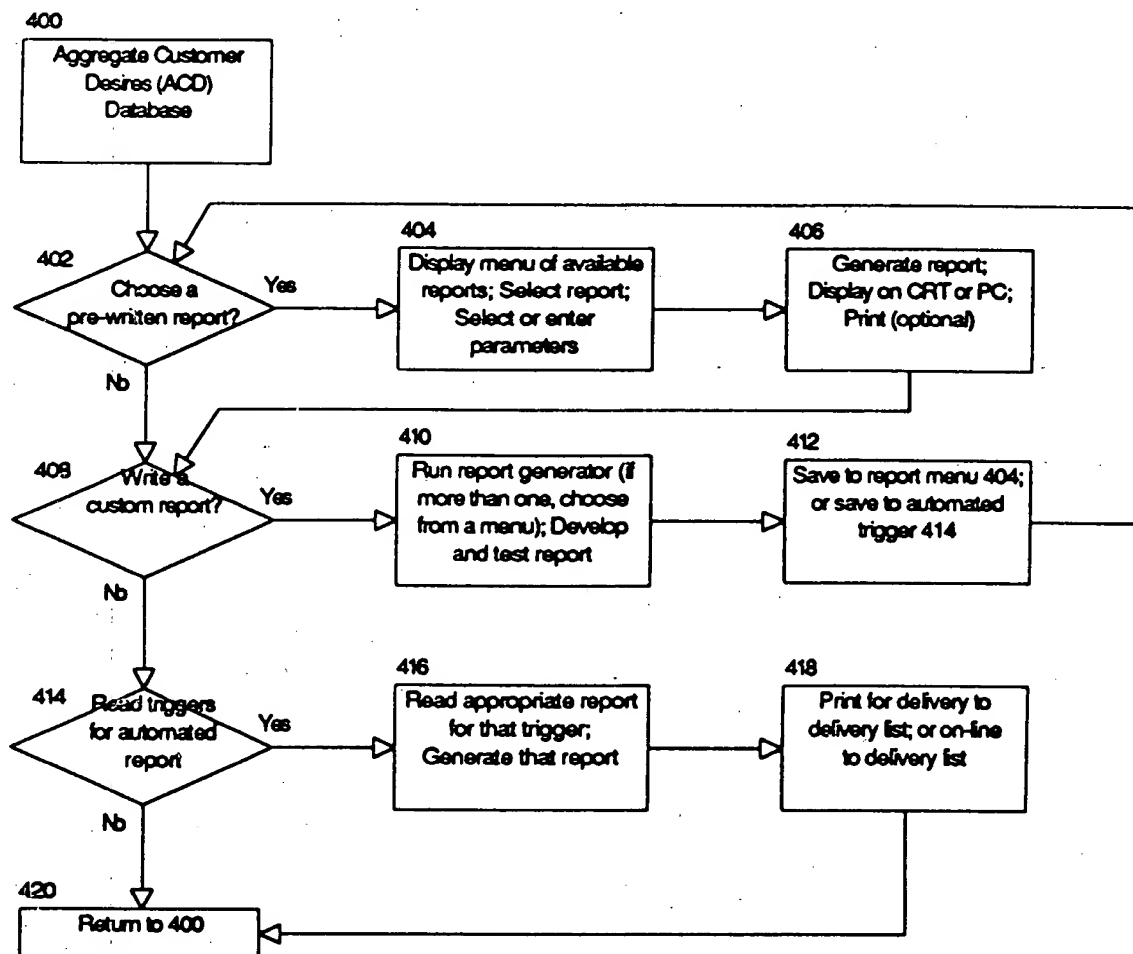 400
Aggregate Customer
Desires (ACD)
Database
402
Choose a
pre-written report?
Yes
No
404
Display menu of available
reports; Select report;
Select or enter
parameters
406
Generate report;
Display on CRT or PC;
Print (optional)
408
Write a
custom report?
Yes
No
410
Run report generator (if
more than one, choose
from a menu); Develop
and test report
412
Save to report menu 404;
or save to automated
trigger 414
414
Read triggers
for automated
report
Yes
No
416
Read appropriate report
for that trigger;
Generate that report
418
Print for delivery to
delivery list; or on-line
to delivery list
420
Return to 400